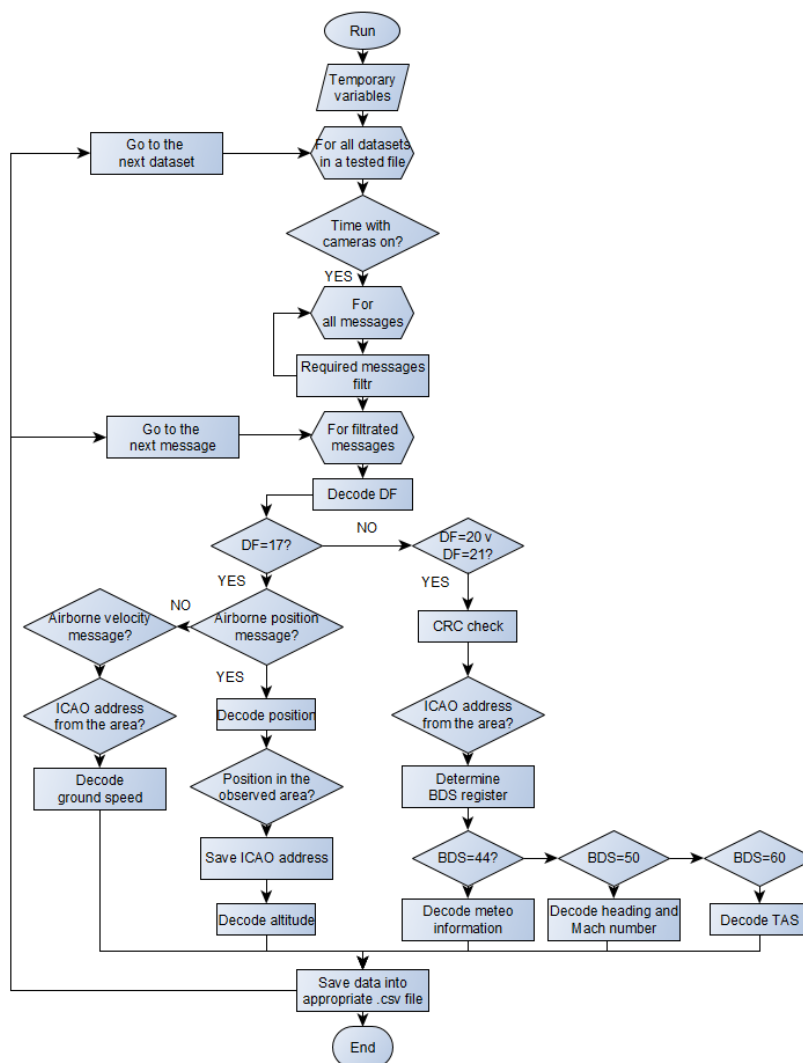 Run
Temporary
variables
Go to the
next dataset
For all datasets
in a tested file
Time with
cameras on?
YES
For
all messages
Required messages
filtr
Go to the
next message
For filtrated
messages
Decode DF
DF=17?
NO
DF=20 v
DF=21?
YES
YES
NO
Airborne velocity
message?
Airborne position
message?
CRC check
YES
ICAO address
from the area?
Decode position
ICAO address
from the area?
Decode
ground speed
Position in the
observed area?
Determine
BDS register
Save ICAO address
BDS=44?
BDS=50
BDS=60
Decode altitude
Decode meteo
information
Decode heading and
Mach number
Decode TAS
Save data into
appropriate .csv file
End